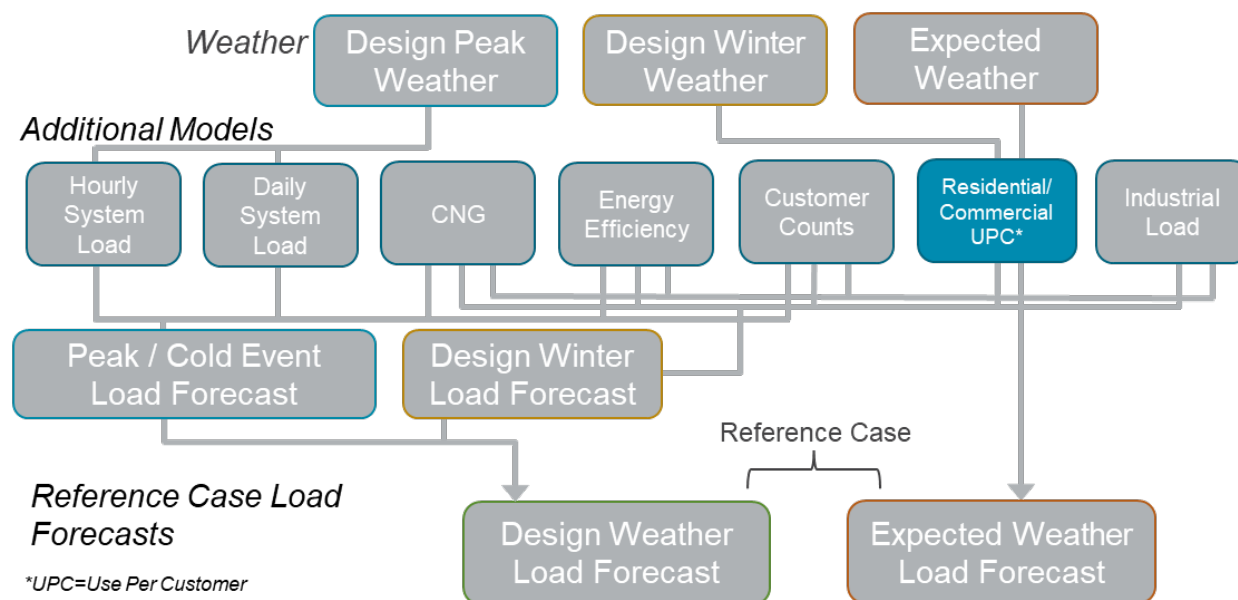 Weather
Design Peak
Weather
Design Winter
Weather
Expected
Weather
Additional Models
Hourly
System
Load
Daily
System
Load
CNG
Energy
Efficiency
Customer
Counts
Residential/
Commercial
UPC*
Industrial
Load
Peak / Cold Event
Load Forecast
Design Winter
Load Forecast
Reference Case
Reference Case Load
Forecasts
Design Weather
Load Forecast
Expected Weather
Load Forecast
*UPC=Use Per Customer